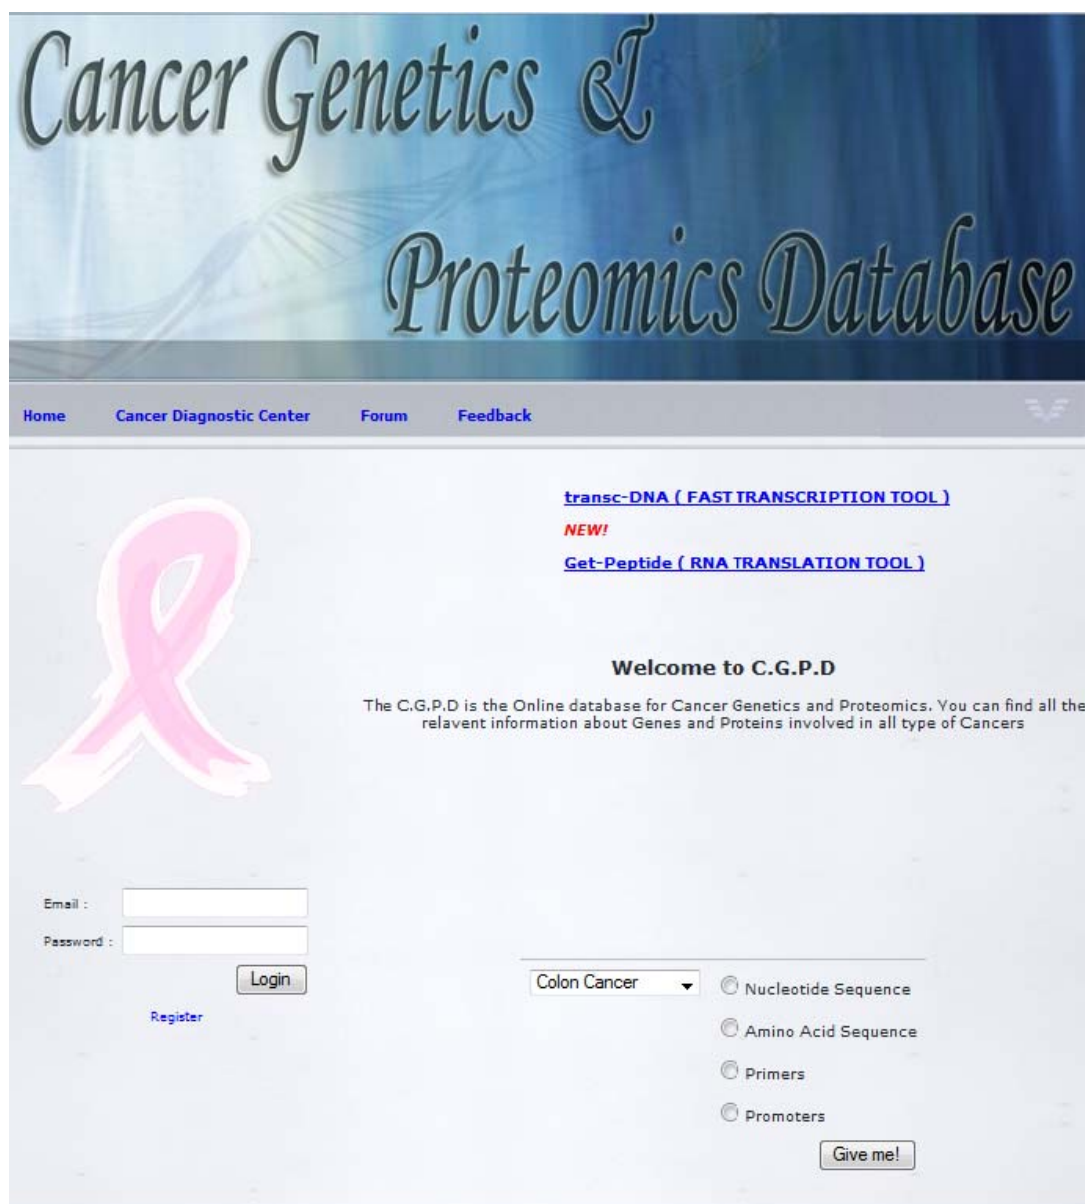 Cancer Genetics &
Proteomics Database
Home Cancer Diagnostic Center Forum Feedback
transc-DNA ( FAST TRANSCRIPTION TOOL )
NEW!
Get-Peptide ( RNA TRANSLATION TOOL )
Welcome to C.G.P.D
The C.G.P.D is the Online database for Cancer Genetics and Proteomics. You can find all the
relavent information about Genes and Proteins involved in all type of Cancers
Email :
Password :
Login
Register
Colon Cancer
Nucleotide Sequence
Amino Acid Sequence
Primers
Promoters
Give me!